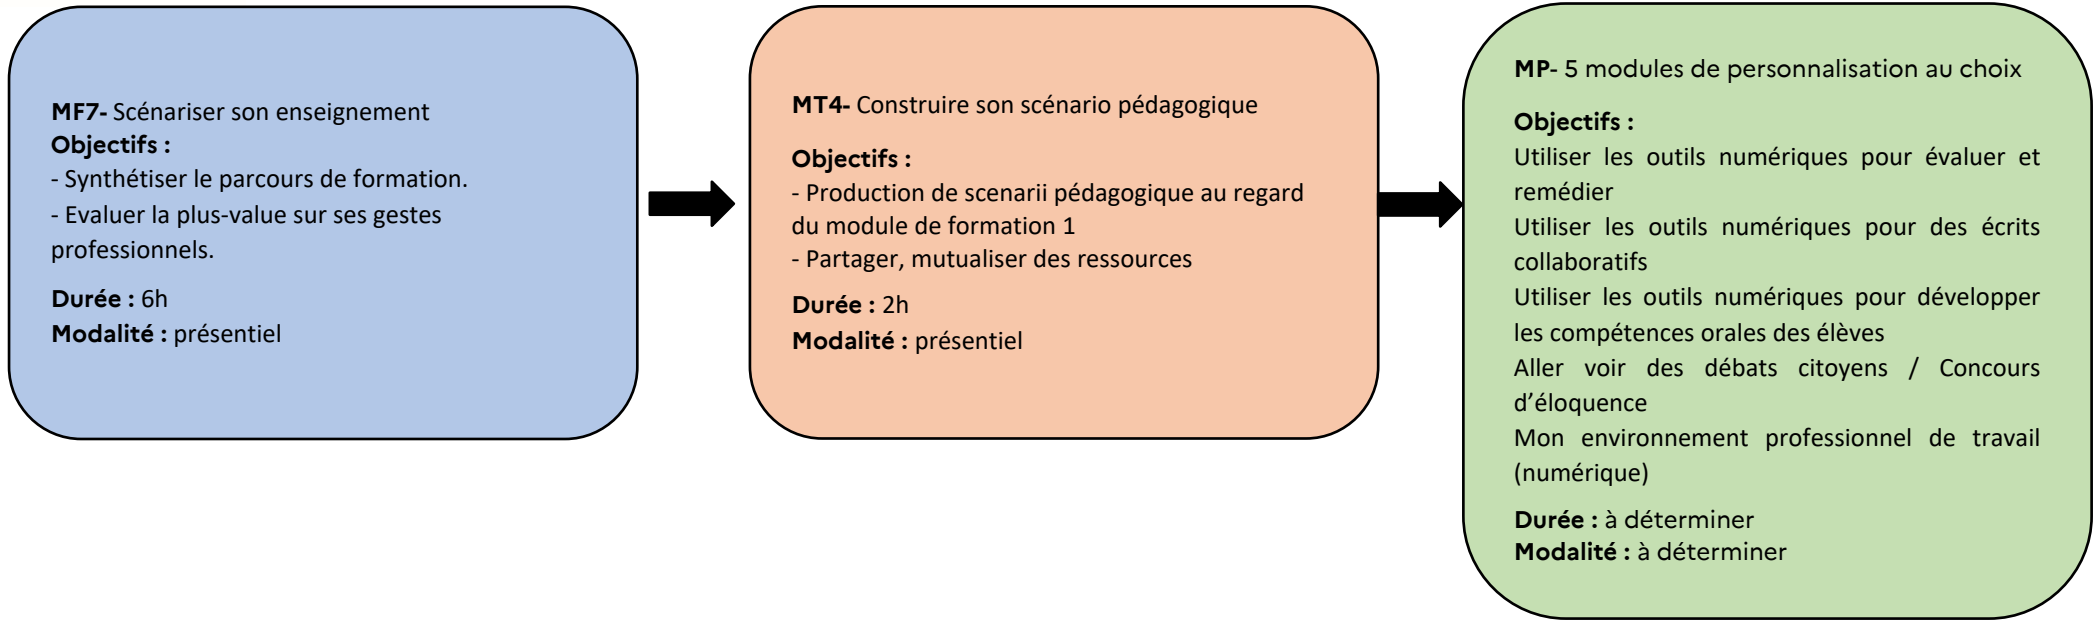 MF7- Scénariser son enseignement
Objectifs :
- Synthétiser le parcours de formation.
- Evaluer la plus-value sur ses gestes
professionnels.
Durée : 6h
Modalité : présentiel
MT4- Construire son scénario pédagogique
Objectifs :
- Production de scenarii pédagogique au regard
du module de formation 1
- Partager, mutualiser des ressources
Durée : 2h
Modalité : présentiel
MP- 5 modules de personnalisation au choix
Objectifs :
Utiliser les outils numériques pour évaluer et
remédier
Utiliser les outils numériques pour des écrits
collaboratifs
Utiliser les outils numériques pour développer
les compétences orales des élèves
Aller voir des débats citoyens / Concours
d’éloquence
Mon environnement professionnel de travail
(numérique)
Durée : à déterminer
Modalité : à déterminer